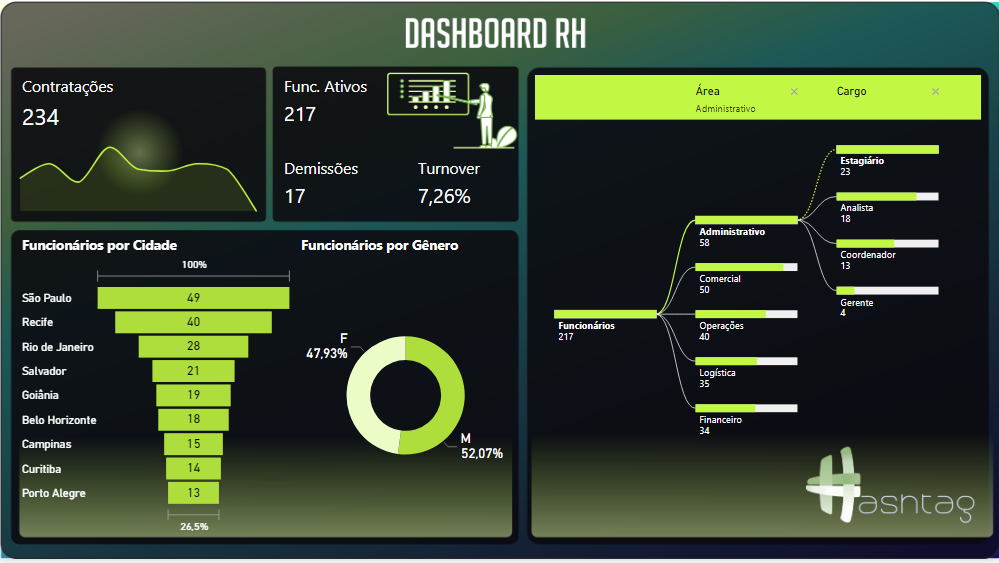 DASHBOARD RH
Contratações
234
Func. Ativos
217
Demissões
17
Turnover
7,26%
Funcionários por Cidade
100%
São Paulo 49
Recife 40
Rio de Janeiro 28
Salvador 21
Goiânia 19
Belo Horizonte 18
Campinas 15
Curitiba 14
Porto Alegre 13
26,5%
Funcionários por Gênero
F
47,93%
M
52,07%
Área
Administrativo
Cargo
Funcionários
217
Administrativo
58
Comercial
50
Operações
40
Logística
35
Financeiro
34
Estagiário
23
Analista
18
Coordenador
13
Gerente
4
Hashtag